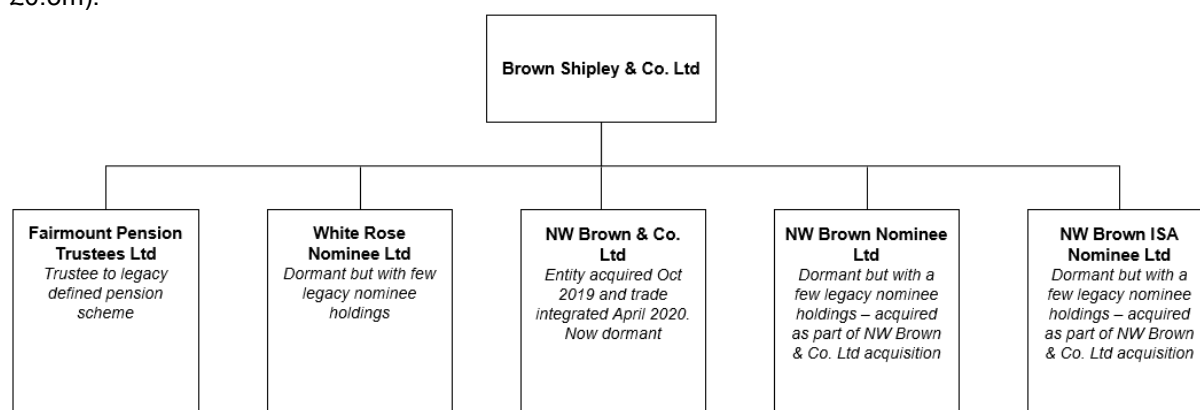 £0.6m).
Brown Shipley & Co. Ltd
Fairmount Pension
Trustees Ltd
Trustee to legacy
defined pension
scheme
White Rose
Nominee Ltd
Dormant but with few
legacy nominee
holdings
NW Brown & Co.
Ltd
Entity acquired Oct
2019 and trade
integrated April 2020.
Now dormant
NW Brown Nominee
Ltd
Dormant but with a
few legacy nominee
holdings – acquired
as part of NW Brown
& Co. Ltd acquisition
NW Brown ISA
Nominee Ltd
Dormant but with a
few legacy nominee
holdings – acquired
as part of NW Brown
& Co. Ltd acquisition